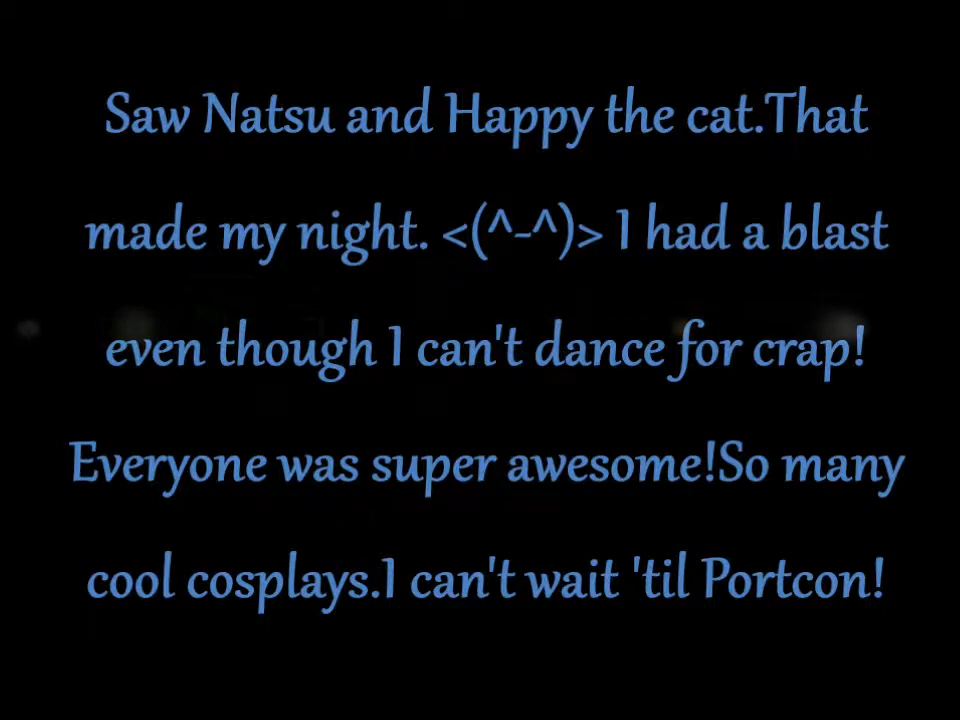 Saw Natsu and Happy the cat.That
made my night. <(^-^)> I had a blast
even though I can't dance for crap!
Everyone was super awesome!So many
cool cosplays.I can't wait 'til Portcon!